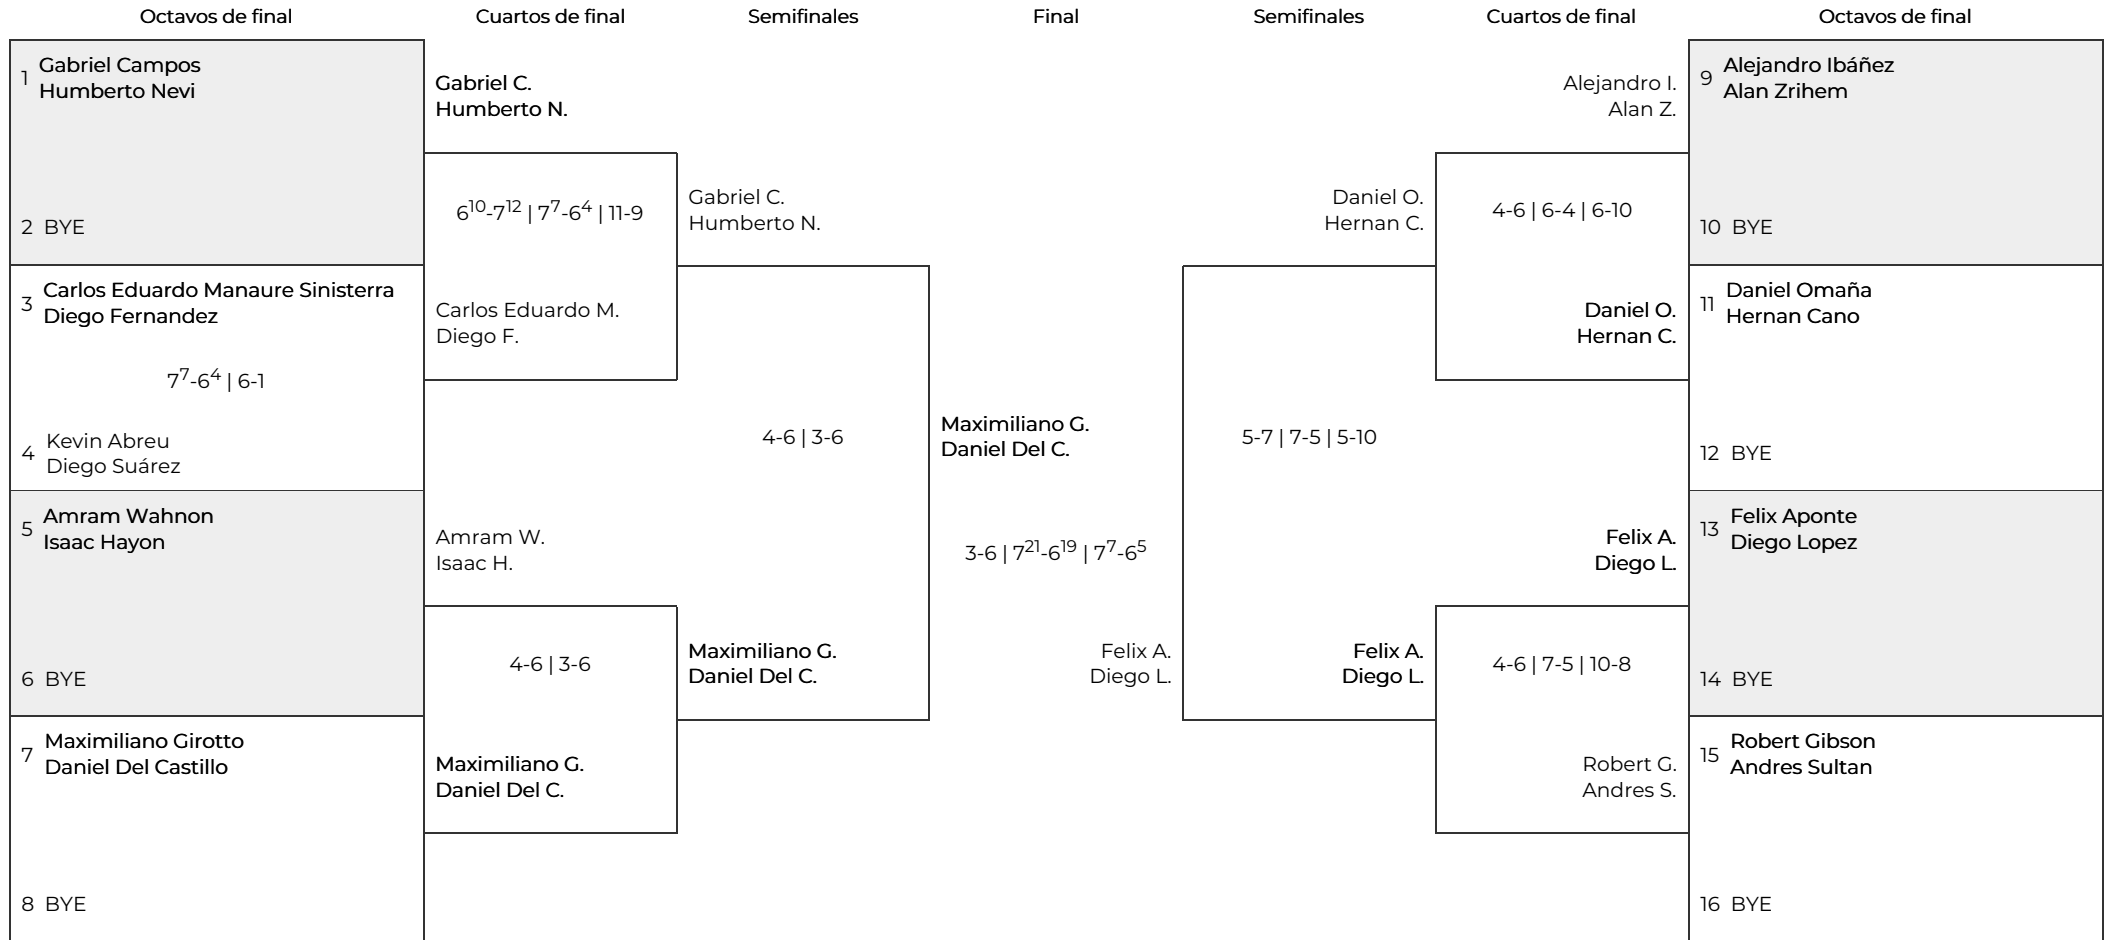 Octavos de final
Cuartos de final
Semifinales
Final
Semifinales
Cuartos de final
Octavos de final
1
Gabriel Campos
Humberto Nevi
2 BYE
3
Carlos Eduardo Manaure Sinisterra
Diego Fernandez
7⁷-6⁴ | 6-1
4
Kevin Abreu
Diego Suárez
5
Amram Wahnon
Isaac Hayon
6 BYE
7
Maximiliano Girotto
Daniel Del Castillo
8 BYE
Gabriel C.
Humberto N.
6¹⁰-7¹² | 7⁷-6⁴ | 11-9
Carlos Eduardo M.
Diego F.
Amram W.
Isaac H.
4-6 | 3-6
Maximiliano G.
Daniel Del C.
Gabriel C.
Humberto N.
4-6 | 3-6
Maximiliano G.
Daniel Del C.
Maximiliano G.
Daniel Del C.
3-6 | 7²¹-6¹⁹ | 7⁷-6⁵
Felix A.
Diego L.
Daniel O.
Hernan C.
5-7 | 7-5 | 5-10
Felix A.
Diego L.
Alejandro I.
Alan Z.
4-6 | 6-4 | 6-10
Daniel O.
Hernan C.
Felix A.
Diego L.
4-6 | 7-5 | 10-8
Robert G.
Andres S.
9
Alejandro Ibáñez
Alan Zrihem
10 BYE
11
Daniel Omaña
Hernan Cano
12 BYE
13
Felix Aponte
Diego Lopez
14 BYE
15
Robert Gibson
Andres Sultan
16 BYE